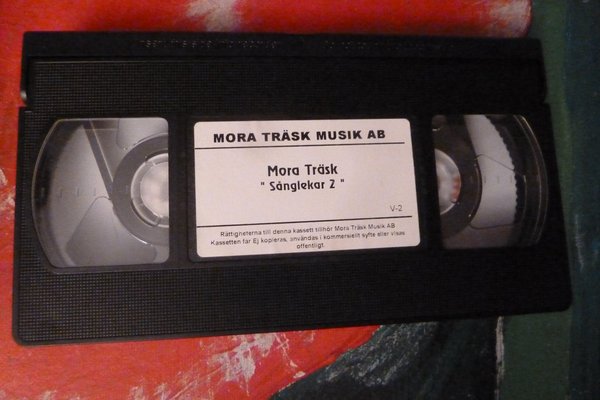 MORA TRÄSK MUSIK AB
Mora Träsk
" Sånglekar 2 "
V-2
Rättigheterna till denna kassett tillhör Mora Träsk Musik AB
Kassetten får Ej kopieras, användas i kommersiellt syfte eller visas
offentligt.